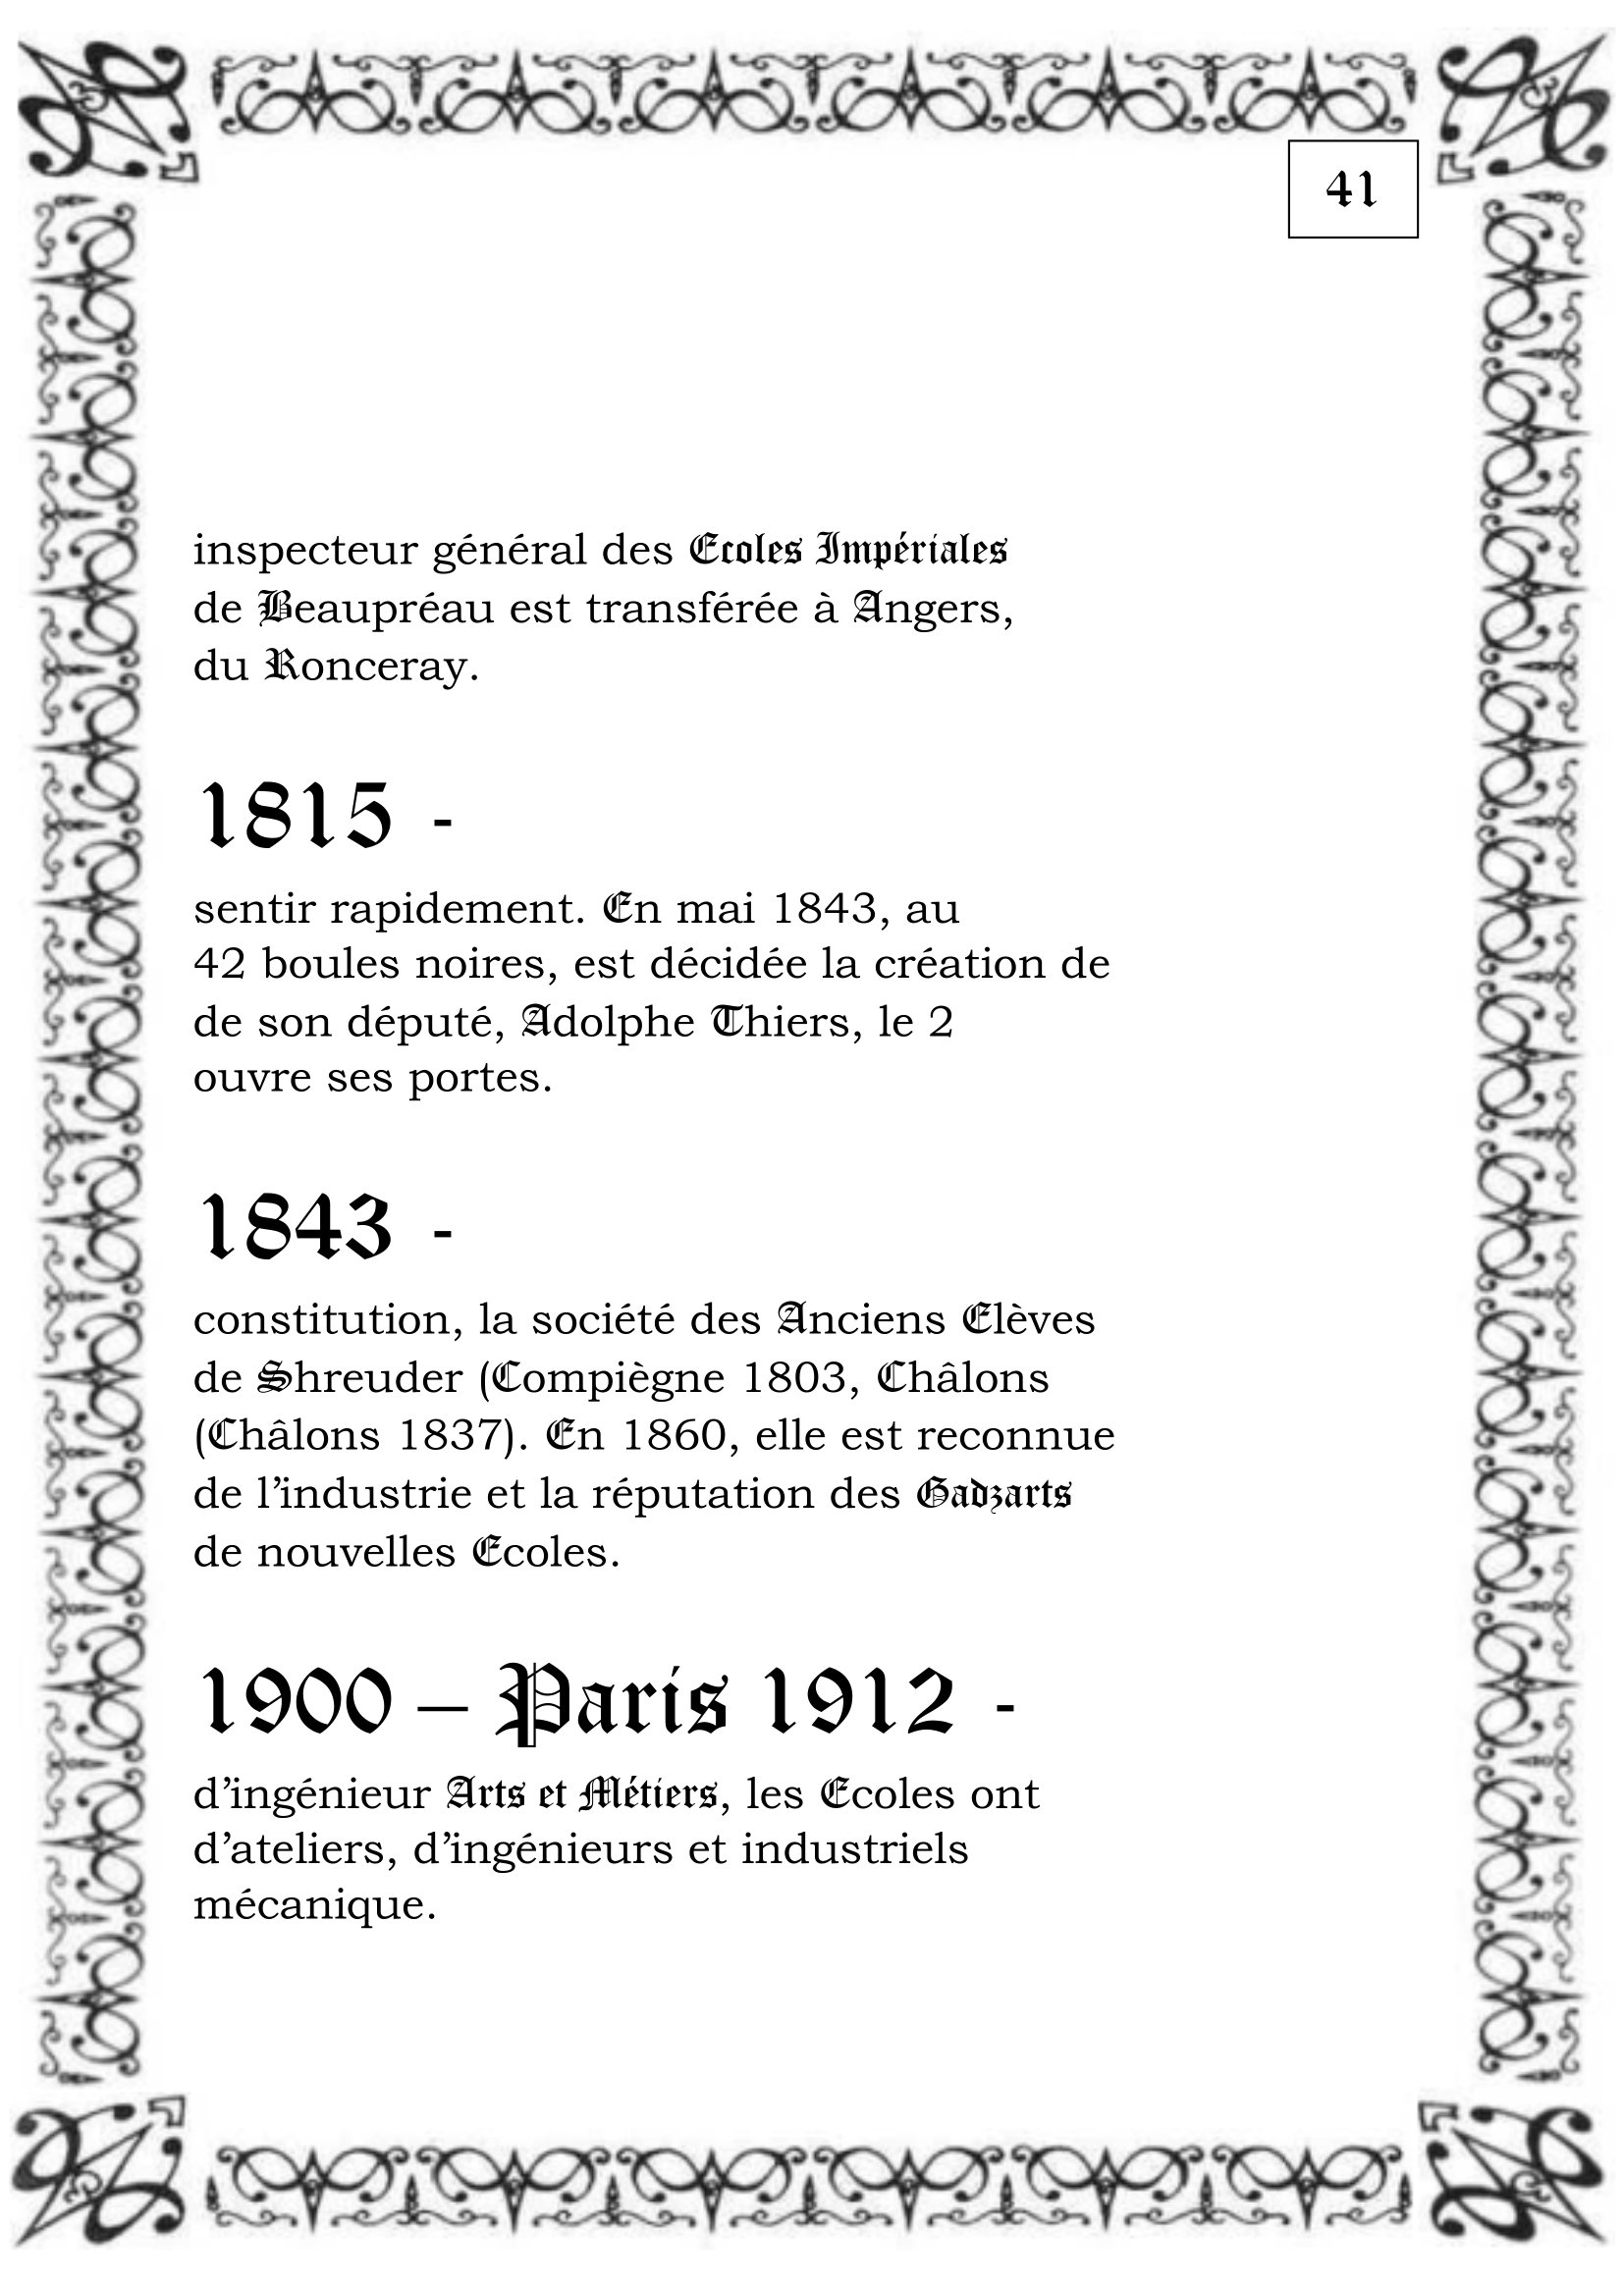 41
inspecteur général des Ecoles Impériales
de Beaupréau est transférée à Angers,
du Ronceray.
1815 -
sentir rapidement. En mai 1843, au
42 boules noires, est décidée la création de
de son député, Adolphe Thiers, le 2
ouvre ses portes.
1843 -
constitution, la société des Anciens Elèves
de Shreuder (Compiègne 1803, Châlons
(Châlons 1837). En 1860, elle est reconnue
de l’industrie et la réputation des Gadzarts
de nouvelles Ecoles.
1900 – Paris 1912 -
d’ingénieur Arts et Métiers, les Ecoles ont
d’ateliers, d’ingénieurs et industriels
mécanique.